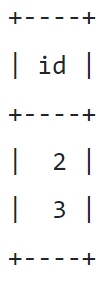 +----+
| id |
+----+
|  2 |
|  3 |
+----+